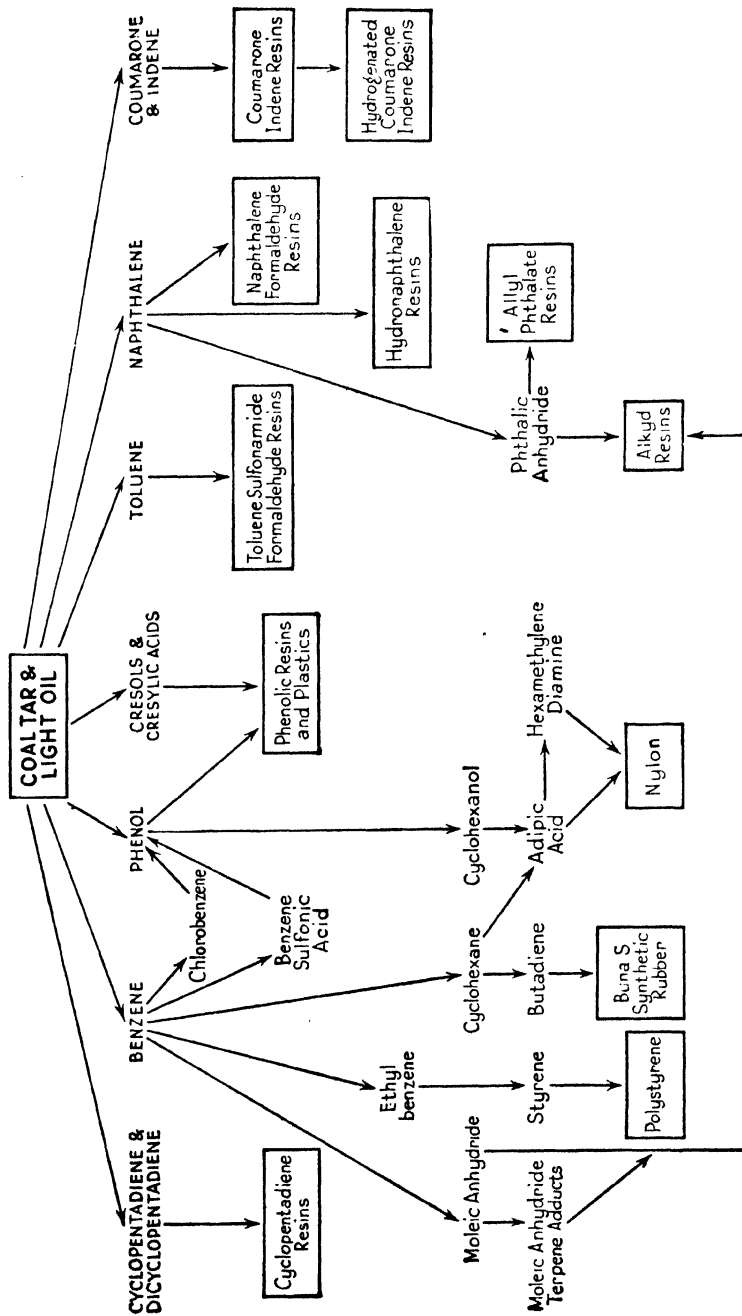 COAL TAR &
LIGHT OIL
CYCLOPENTADIENE &
DICYCLOPENTADIENE
BENZENE
PHENOL
CRESOLS &
CRESYLIC ACIDS
TOLUENE
NAPHTHALENE
COUMARONE
& INDENE
Chlorobenzene
Benzene
Sulfonic
Acid
Cyclopentadiene
Resins
Phenolic Resins
and Plastics
Toluene Sulfonamide
Formaldehyde Resins
Naphthalene
Formaldehyde
Resins
Coumarone
Indene Resins
Hydrogenated
Coumarone
Indene Resins
Hydronaphthalene
Resins
Ethyl
benzene
Moleic Anhydride
Cyclohexane
Cyclohexanol
Phthalic
Anhydride
Allyl
Phthalate
Resins
Moleic Anhydride
Terpene Adducts
Styrene
Butadiene
Adipic
Acid
Hexamethylene
Diamine
Polystyrene
Buna S
Synthetic
Rubber
Nylon
Alkyd
Resins